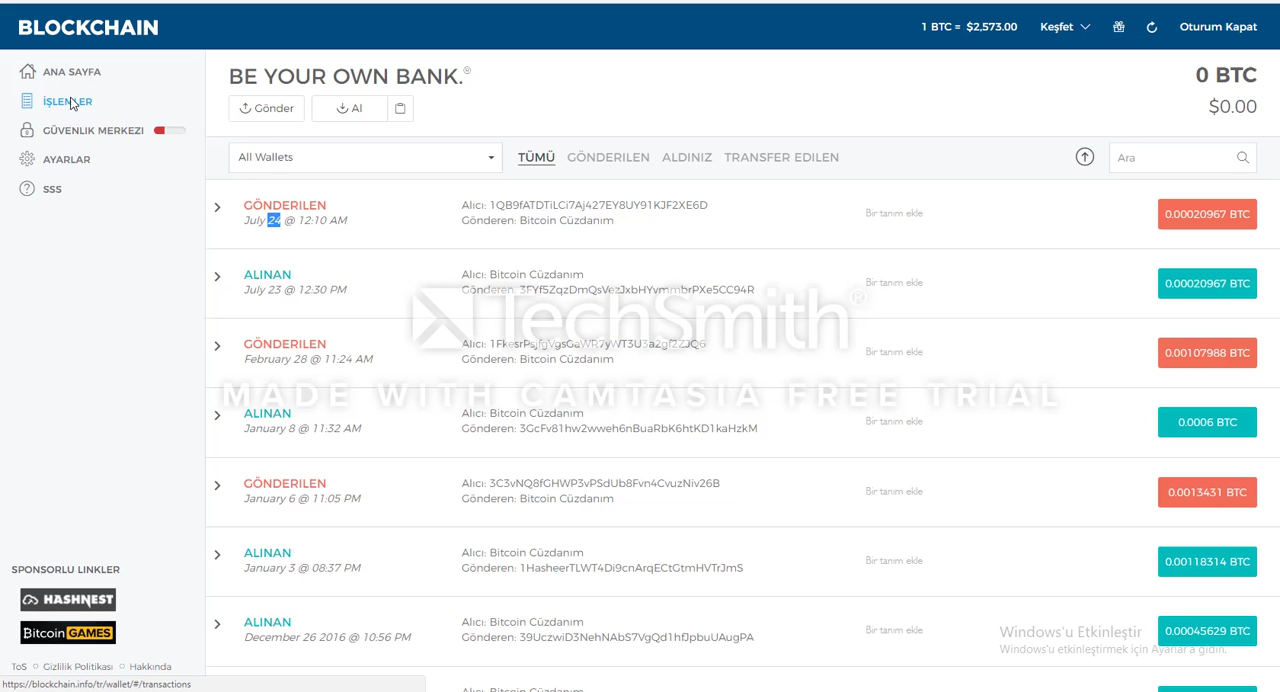 BLOCKCHAIN
1 BTC = $2,573.00
Keşfet
Oturum Kapat
ANA SAYFA
İŞLEMLER
GÜVENLIK MERKEZI
AYARLAR
SSS
BE YOUR OWN BANK.®
0 BTC
$0.00
Gönder
Al
All Wallets
TÜMÜ
GÖNDERILEN
ALDINIZ
TRANSFER EDILEN
Ara
GÖNDERILEN
July 24 @ 12:10 AM
Alıcı: 1QB9fATDTiLCi7Aj427EY8UY91KJF2XE6D
Gönderen: Bitcoin Cüzdanım
Bir tanım ekle
0.00020967 BTC
ALINAN
July 23 @ 12:30 PM
Alıcı: Bitcoin Cüzdanım
Gönderen:
Bir tanım ekle
0.00020967 BTC
TechSmith®
GÖNDERILEN
February 28 @ 11:24 AM
Alıcı:
Gönderen: Bitcoin Cüzdanım
Bir tanım ekle
0.00107988 BTC
MADE WITH CAMTASIA FREE TRIAL
ALINAN
January 8 @ 11:32 AM
Alıcı: Bitcoin Cüzdanım
Gönderen: 3GcFv81hw2wweh6nBuaRbK6htKD1kaHzkM
Bir tanım ekle
0.0006 BTC
GÖNDERILEN
January 6 @ 11:05 PM
Alıcı: 3C3vNQ8fGHWP3vPSdUb8Fvn4CvuzNiv26B
Gönderen: Bitcoin Cüzdanım
Bir tanım ekle
0.0013431 BTC
ALINAN
January 3 @ 08:37 PM
Alıcı: Bitcoin Cüzdanım
Gönderen: 1HasheerTLWT4Di9cnArqECtGtmHVTrJmS
Bir tanım ekle
0.00118314 BTC
ALINAN
December 26 2016 @ 10:56 PM
Alıcı: Bitcoin Cüzdanım
Gönderen: 39UczwiD3NehNAbS7VgQd1hfJpbuUAugPA
Bir tanım ekle
0.00045629 BTC
Alıcı: Bitcoin Cüzdanım
SPONSORLU LINKLER
HASHNEST
Bitcoin GAMES
ToS
Gizlilik Politikası
Hakkında
https://blockchain.info/tr/wallet/#/transactions
Windows'u Etkinleştir
Windows'u etkinleştirmek için Ayarlar'a gidin.